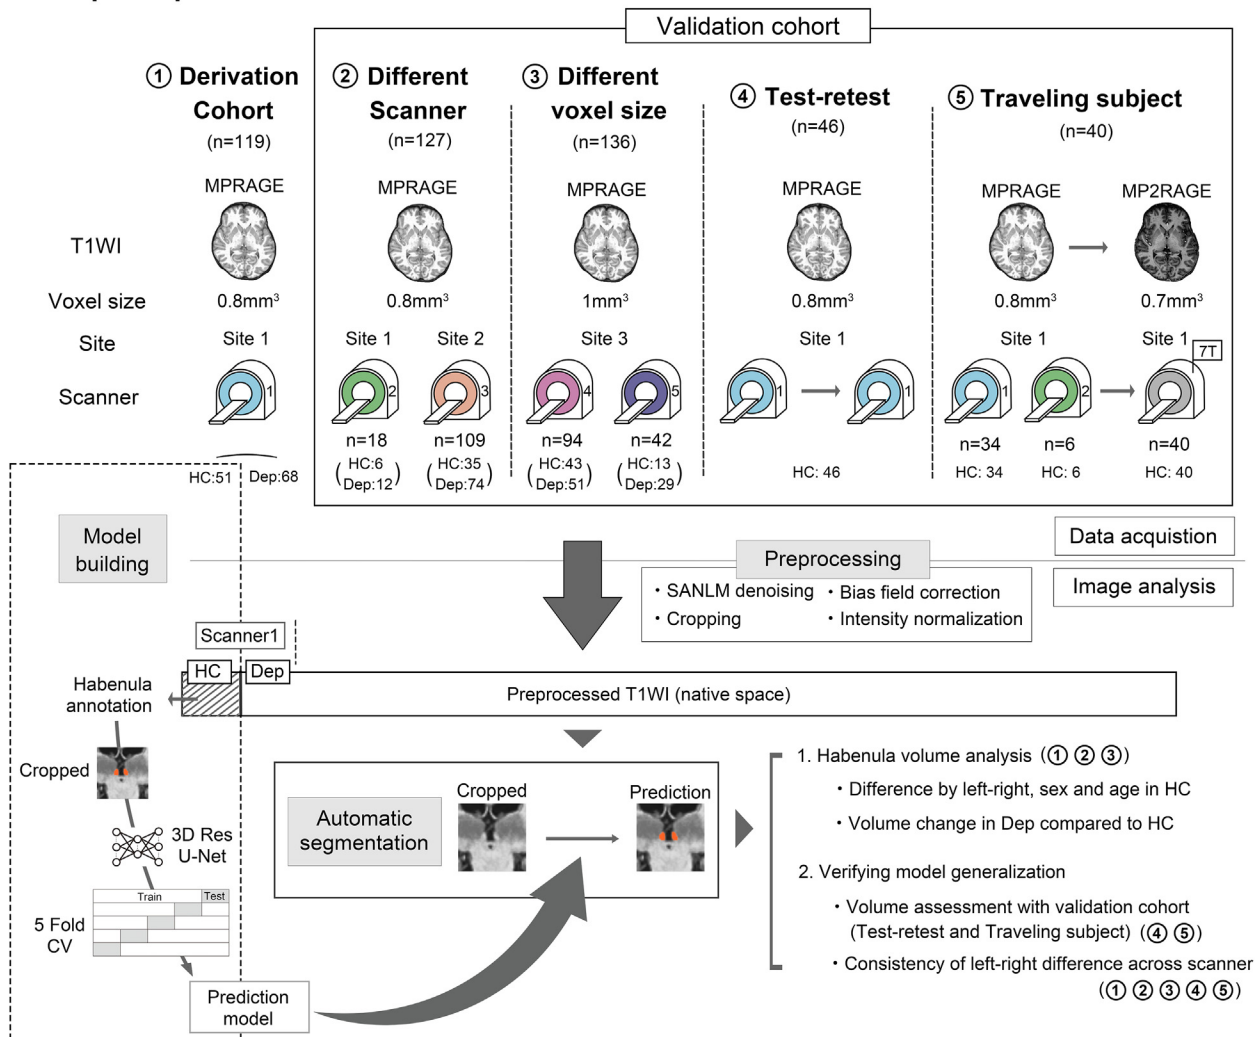 Validation cohort
① Derivation Cohort
(n=119)
② Different Scanner
(n=127)
③ Different voxel size
(n=136)
④ Test-retest
(n=46)
⑤ Traveling subject
(n=40)
T1WI
MPRAGE
MPRAGE
MPRAGE
MPRAGE
MPRAGE
MP2RAGE
Voxel size
0.8mm³
0.8mm³
1mm³
0.8mm³
0.8mm³
0.7mm³
Site
Site 1
Site 1
Site 2
Site 3
Site 1
Site 1
Site 1
7T
Scanner
1
2
3
4
5
1
1
1
2
n=18
n=109
n=94
n=42
n=34
n=6
n=40
HC:51
Dep:68
(HC:6
Dep:12)
(HC:35
Dep:74)
(HC:43
Dep:51)
(HC:13
Dep:29)
HC: 46
HC: 34
HC: 6
HC: 40
Data acquistion
Image analysis
Model
building
Preprocessing
・SANLM denoising
・Bias field correction
・Cropping
・Intensity normalization
Scanner1
HC
Dep
Preprocessed T1WI (native space)
Habenula
annotation
Cropped
3D Res
U-Net
Train
Test
5 Fold
CV
Prediction
model
Automatic
segmentation
Cropped
Prediction
1. Habenula volume analysis (① ② ③)
・Difference by left-right, sex and age in HC
・Volume change in Dep compared to HC
2. Verifying model generalization
・Volume assessment with validation cohort
(Test-retest and Traveling subject) (④ ⑤)
・Consistency of left-right difference across scanner
(① ② ③ ④ ⑤)